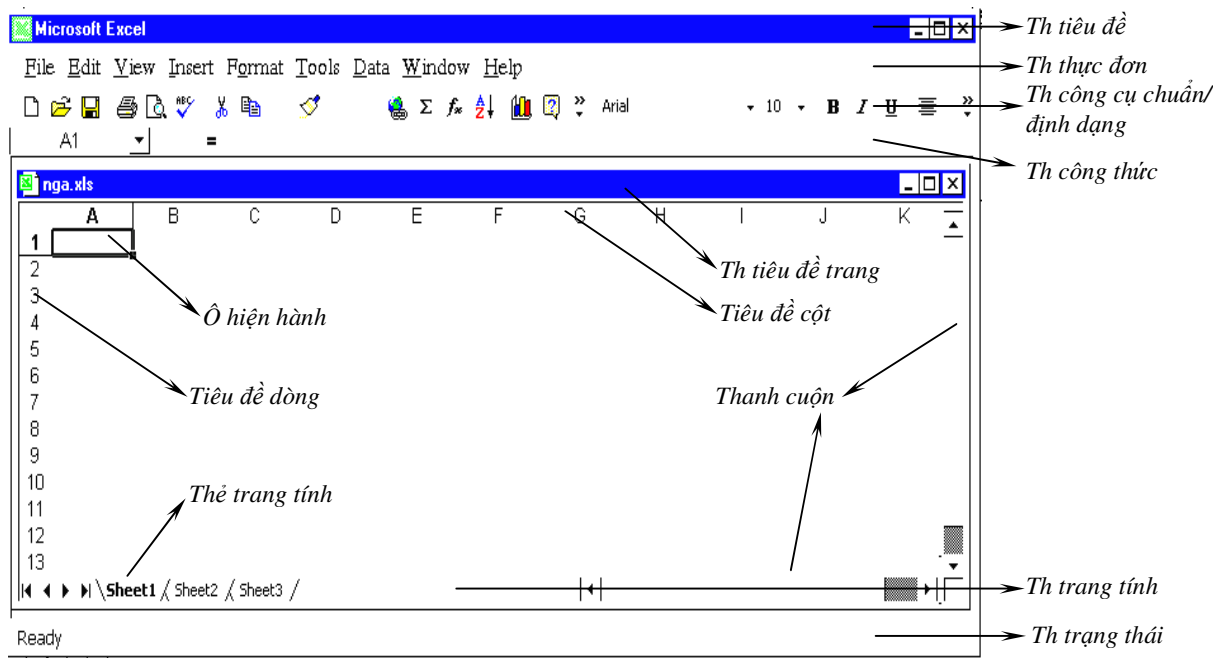 Microsoft Excel
Th tiêu đề
File Edit View Insert Format Tools Data Window Help
Th thực đơn
ABC Σ fx A Z ? » Arial 10 B I U »
Th công cụ chuẩn/
định dạng
A1 =
Th công thức
nga.xls
A B C D E F G H I J K
1
2
Th tiêu đề trang
3
Ô hiện hành
Tiêu đề cột
4
5
6
Tiêu đề dòng
Thanh cuộn
7
8
9
10
Thẻ trang tính
11
12
13
Sheet1 Sheet2 Sheet3
Th trang tính
Ready
Th trạng thái